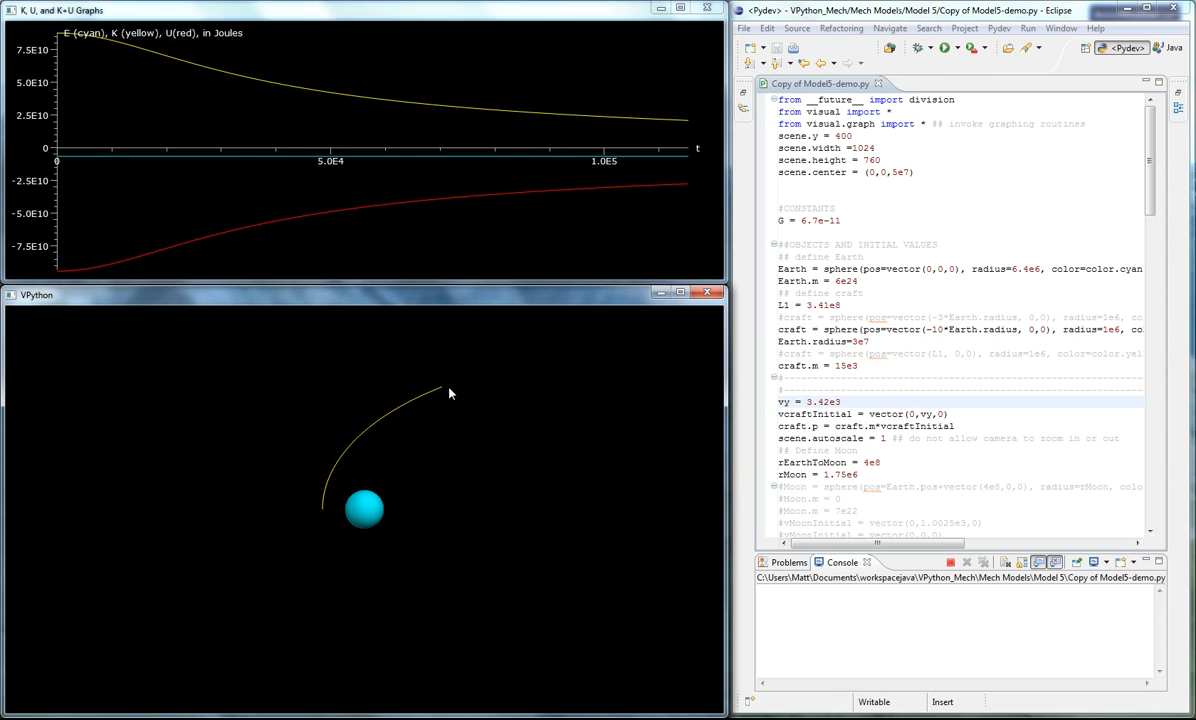 K, U, and K+U Graphs
E (cyan), K (yellow), U(red), in Joules
7.5E10
5.0E10
2.5E10
0
t
0
5.0E4
1.0E5
-2.5E10
-5.0E10
-7.5E10
VPython
<Pydev> - VPython_Mech/Mech Models/Model 5/Copy of Model5-demo.py - Eclipse
File Edit Source Refactoring Navigate Search Project Pydev Run Window Help
<Pydev> Java
Copy of Model5-demo.py
from __future__ import division
from visual import *
from visual.graph import * ## invoke graphing routines
scene.y = 400
scene.width =1024
scene.height = 760
scene.center = (0,0,5e7)
#CONSTANTS
G = 6.7e-11
##OBJECTS AND INITIAL VALUES
## define Earth
Earth = sphere(pos=vector(0,0,0), radius=6.4e6, color=color.cyan
Earth.m = 6e24
## define craft
L1 = 3.41e8
#craft = sphere(pos=vector(-3*Earth.radius, 0,0), radius=1e6, co
craft = sphere(pos=vector(-10*Earth.radius, 0,0), radius=1e6, co
Earth.radius=3e7
#craft = sphere(pos=vector(L1, 0,0), radius=1e6, color=color.yel
craft.m = 15e3
#----------------------------------------------------------------
#----------------------------------------------------------------
vy = 3.42e3
vcraftInitial = vector(0,vy,0)
craft.p = craft.m*vcraftInitial
scene.autoscale = 1 ## do not allow camera to zoom in or out
## Define Moon
rEarthToMoon = 4e8
rMoon = 1.75e6
#Moon = sphere(pos=Earth.pos+vector(4e8,0,0), radius=rMoon, colo
#Moon.m = 0
#Moon.m = 7e22
#vMoonInitial = vector(0,1.0025e3,0)
#vMoonInitial = vector(0,0,0)
Problems Console
C:\Users\Matt\Documents\workspacejava\VPython_Mech\Mech Models\Model 5\Copy of Model5-demo.py
Writable Insert